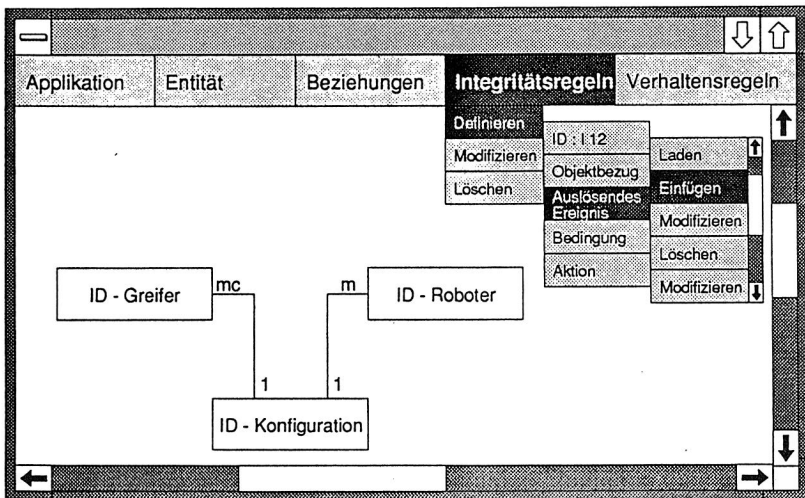 Applikation
Entität
Beziehungen
Integritätsregeln
Verhaltensregeln
Definieren
Modifizieren
Löschen
ID : I 12
Objektbezug
Auslösendes
Ereignis
Bedingung
Aktion
Laden
Einfügen
Modifizieren
Löschen
Modifizieren
ID - Greifer
mc
m
ID - Roboter
1
1
ID - Konfiguration